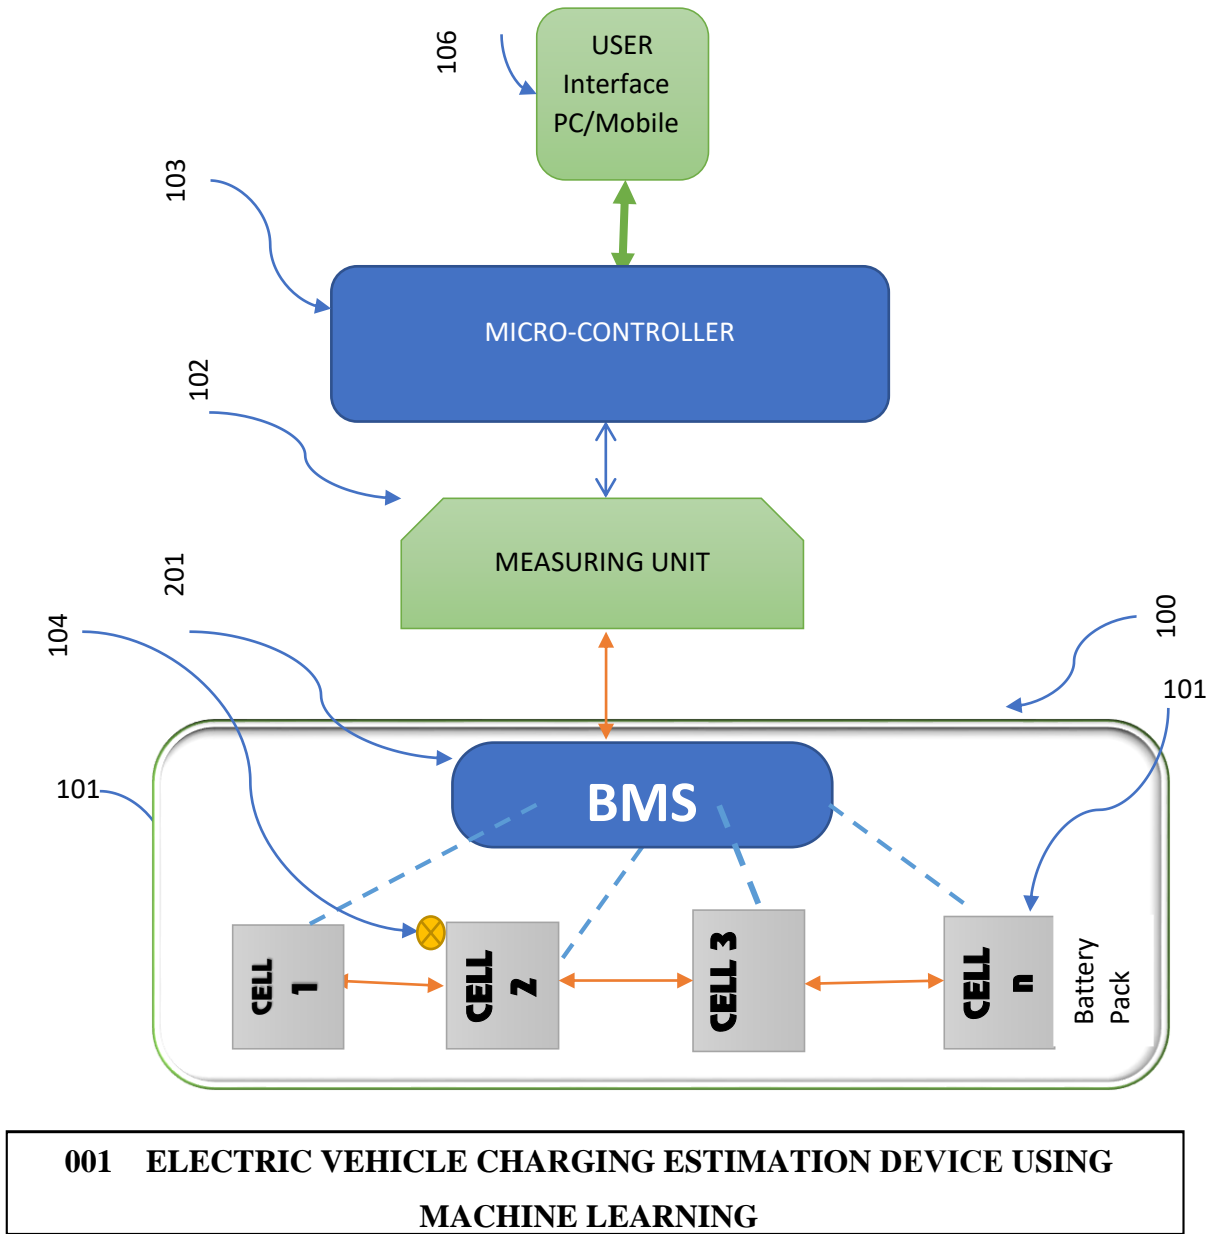 106
USER
Interface
PC/Mobile
103
MICRO-CONTROLLER
102
MEASURING UNIT
201
104
100
101
101
BMS
CELL
1
CELL
2
CELL 3
CELL
n
Battery
Pack
001 ELECTRIC VEHICLE CHARGING ESTIMATION DEVICE USING
MACHINE LEARNING